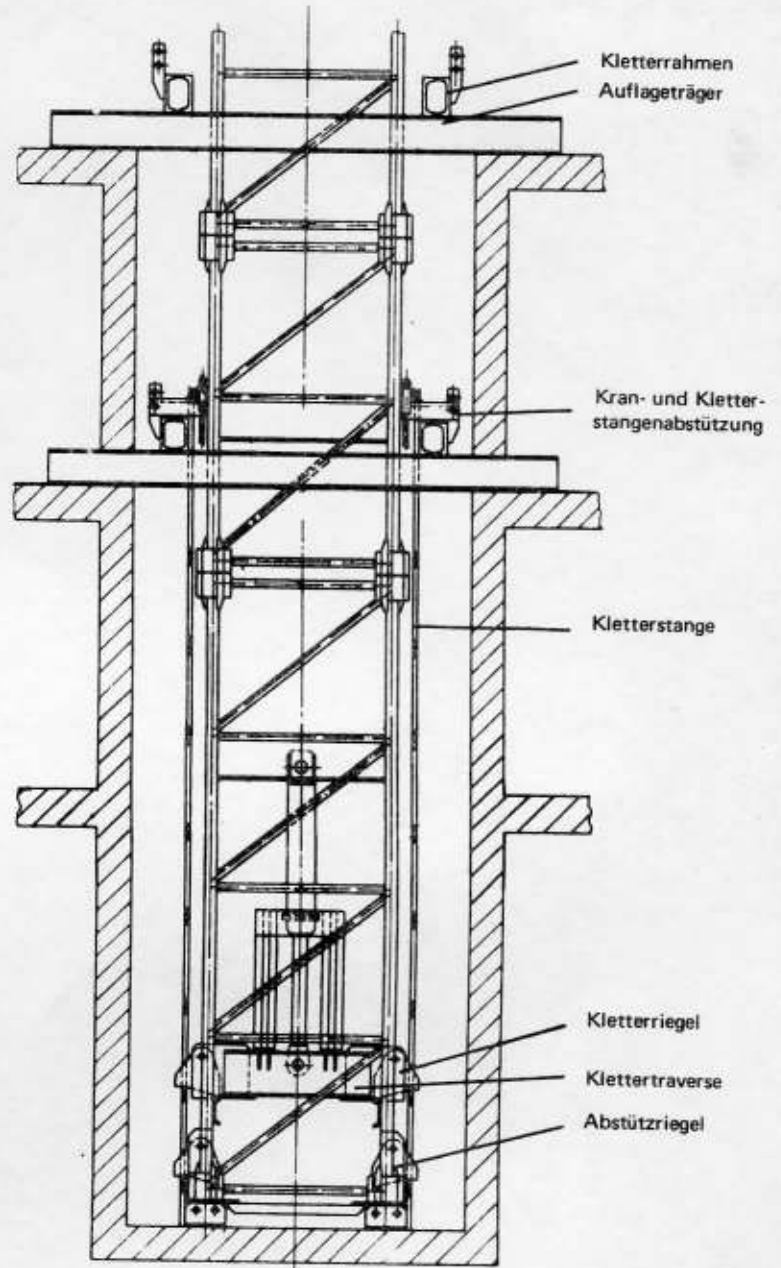 Kletterrahmen
Auflageträger
Kran- und Kletter-
stangenabstützung
Kletterstange
Kletterriegel
Klettertraverse
Abstützriegel